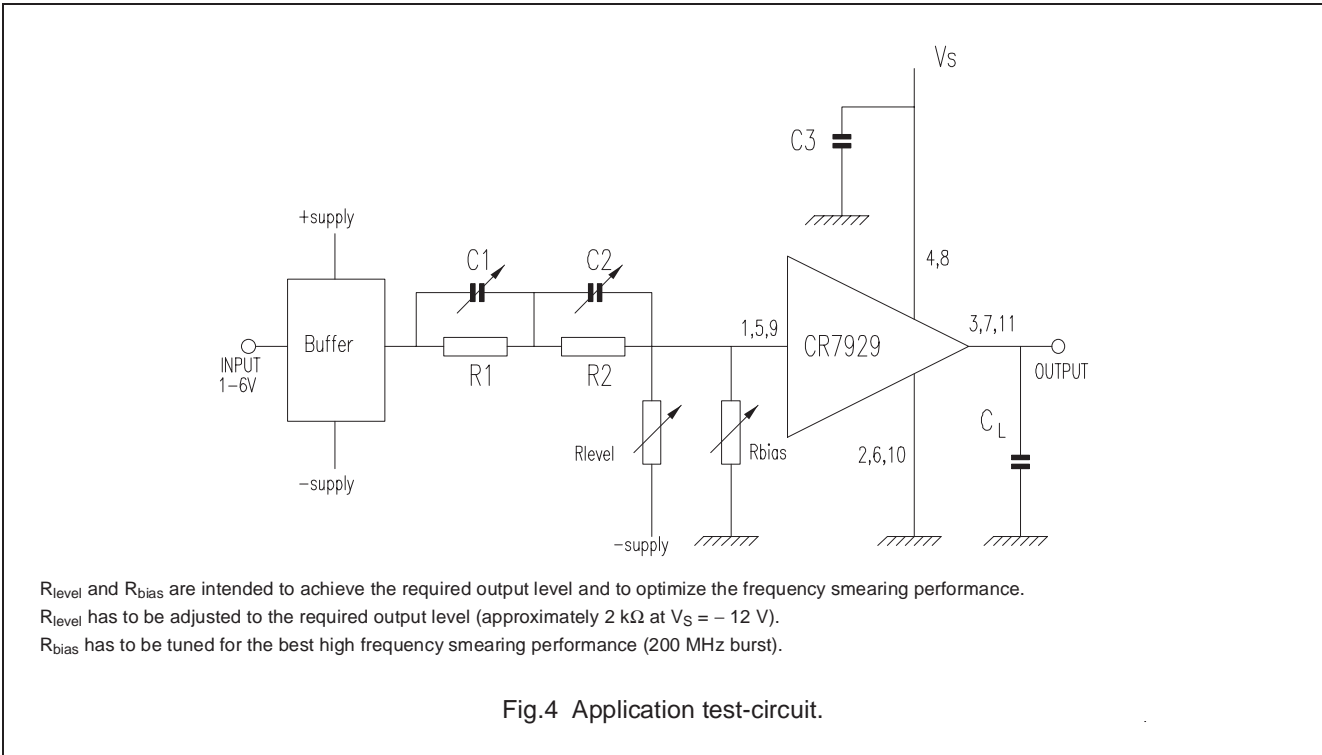 Vs
C3
+supply
C1
C2
4,8
Buffer
1,5,9
CR7929
3,7,11
INPUT
1-6V
R1
R2
OUTPUT
Rlevel
Rbias
2,6,10
CL
-supply
-supply
Rlevel and Rbias are intended to achieve the required output level and to optimize the frequency smearing performance.
Rlevel has to be adjusted to the required output level (approximately 2 kΩ at VS = − 12 V).
Rbias has to be tuned for the best high frequency smearing performance (200 MHz burst).
Fig.4 Application test-circuit.